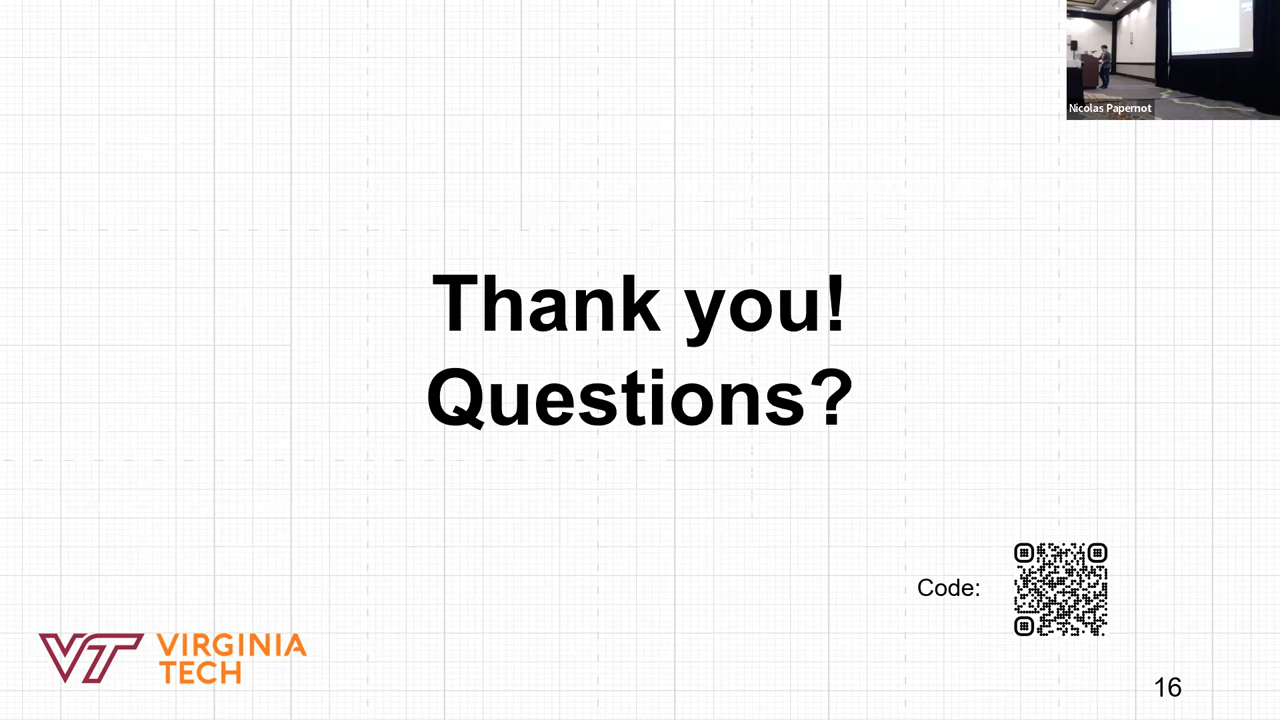 Nicolas Papernot
Thank you!
Questions?
Code:
VT VIRGINIA
TECH
16